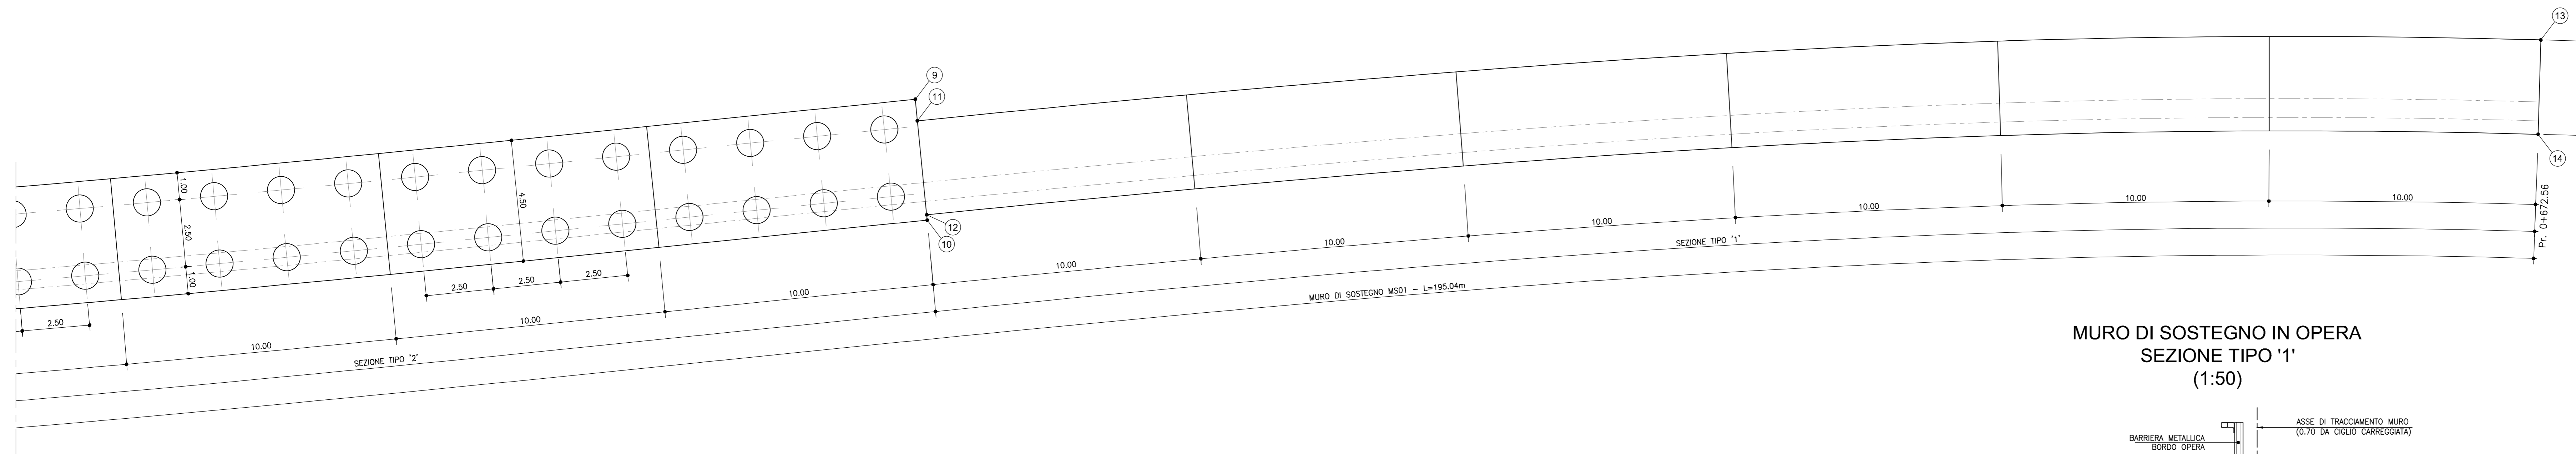 13
9
11
1.00
4.50
2.50
12
10
14
1.00
2.50
2.50
2.50
2.50
10.00
10.00
10.00
10.00
10.00
10.00
10.00
10.00
10.00
Pr. 0+672.56
SEZIONE TIPO '1'
SEZIONE TIPO '2'
MURO DI SOSTEGNO MS01 - L=195.04m
MURO DI SOSTEGNO IN OPERA
SEZIONE TIPO '1'
(1:50)
BARRIERA METALLICA
BORDO OPERA
ASSE DI TRACCIAMENTO MURO
(0.70 DA CIGLIO CARREGGIATA)